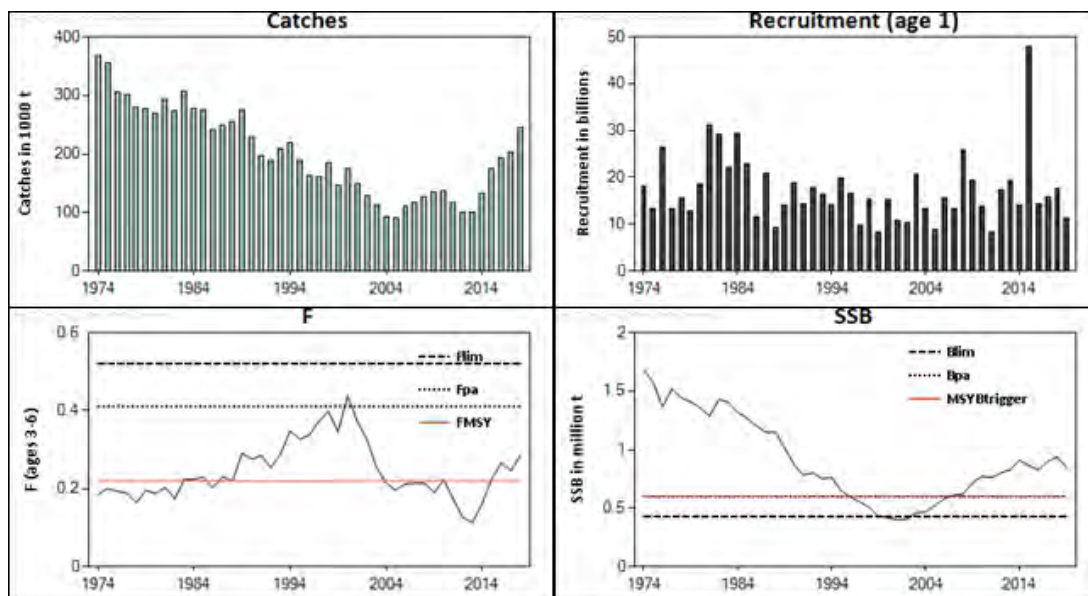 Catches
Catches in 1000 t
400
300
200
100
0
1974 1984 1994 2004 2014
Recruitment (age 1)
Recruitment in billions
50
40
30
20
10
0
1974 1984 1994 2004 2014
F
F (ages 3-6)
0.6
0.4
0.2
0
Flim
Fpa
FMSY
1974 1984 1994 2004 2014
SSB
SSB in million t
2
1.5
1
0.5
0
Blim
Bpa
MSYBtrigger
1974 1984 1994 2004 2014